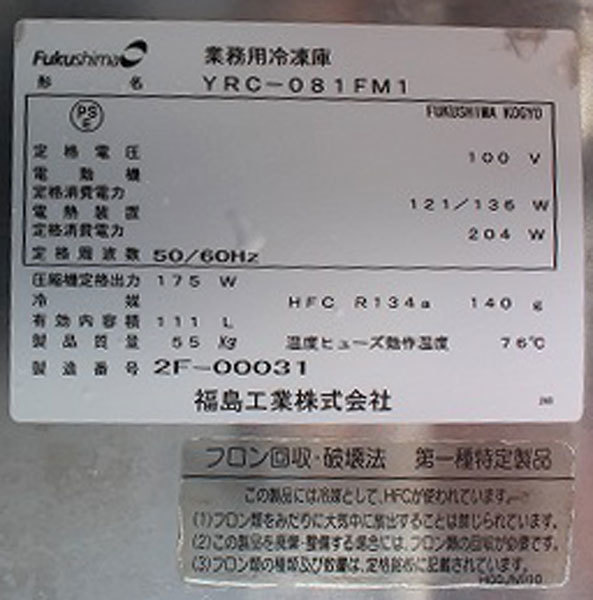 Fukushima 業務用冷凍庫
形名 YRC-081FM1
PS E FUKUSHIMA KOGYO
定格電圧 100 V
電動機
定格消費電力 121/136 W
電熱装置
定格消費電力 204 W
定格周波数 50/60Hz
圧縮機定格出力 175 W
冷媒 HFC R134a 140 g
有効内容積 111 L
製品質量 55 Kg 温度ヒューズ動作温度 76℃
製造番号 2F-00031
福島工業株式会社
フロン回収・破壊法 第一種特定製品
この製品には冷媒として、HFCが使われています。
(1)フロン類をみだりに大気中に放出することは禁じられています。
(2)この製品を廃棄・整備する場合には、フロン類の回収が必要です。
(3)フロン類の種類及び数量は、定格銘板に記載されています。